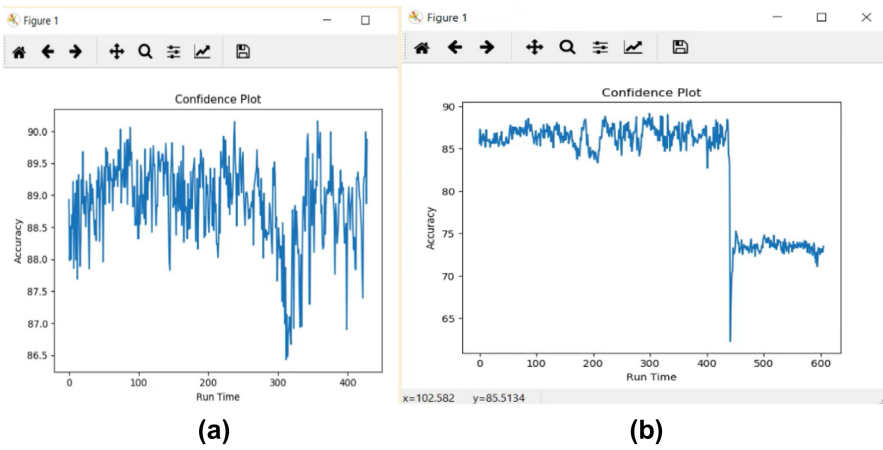 Figure 1
Confidence Plot
90.0
89.5
89.0
88.5
88.0
87.5
87.0
86.5
Accuracy
0 100 200 300 400
Run Time
(a)
Figure 1
Confidence Plot
90
85
80
75
70
65
Accuracy
0 100 200 300 400 500 600
Run Time
x=102.582 y=85.5134
(b)